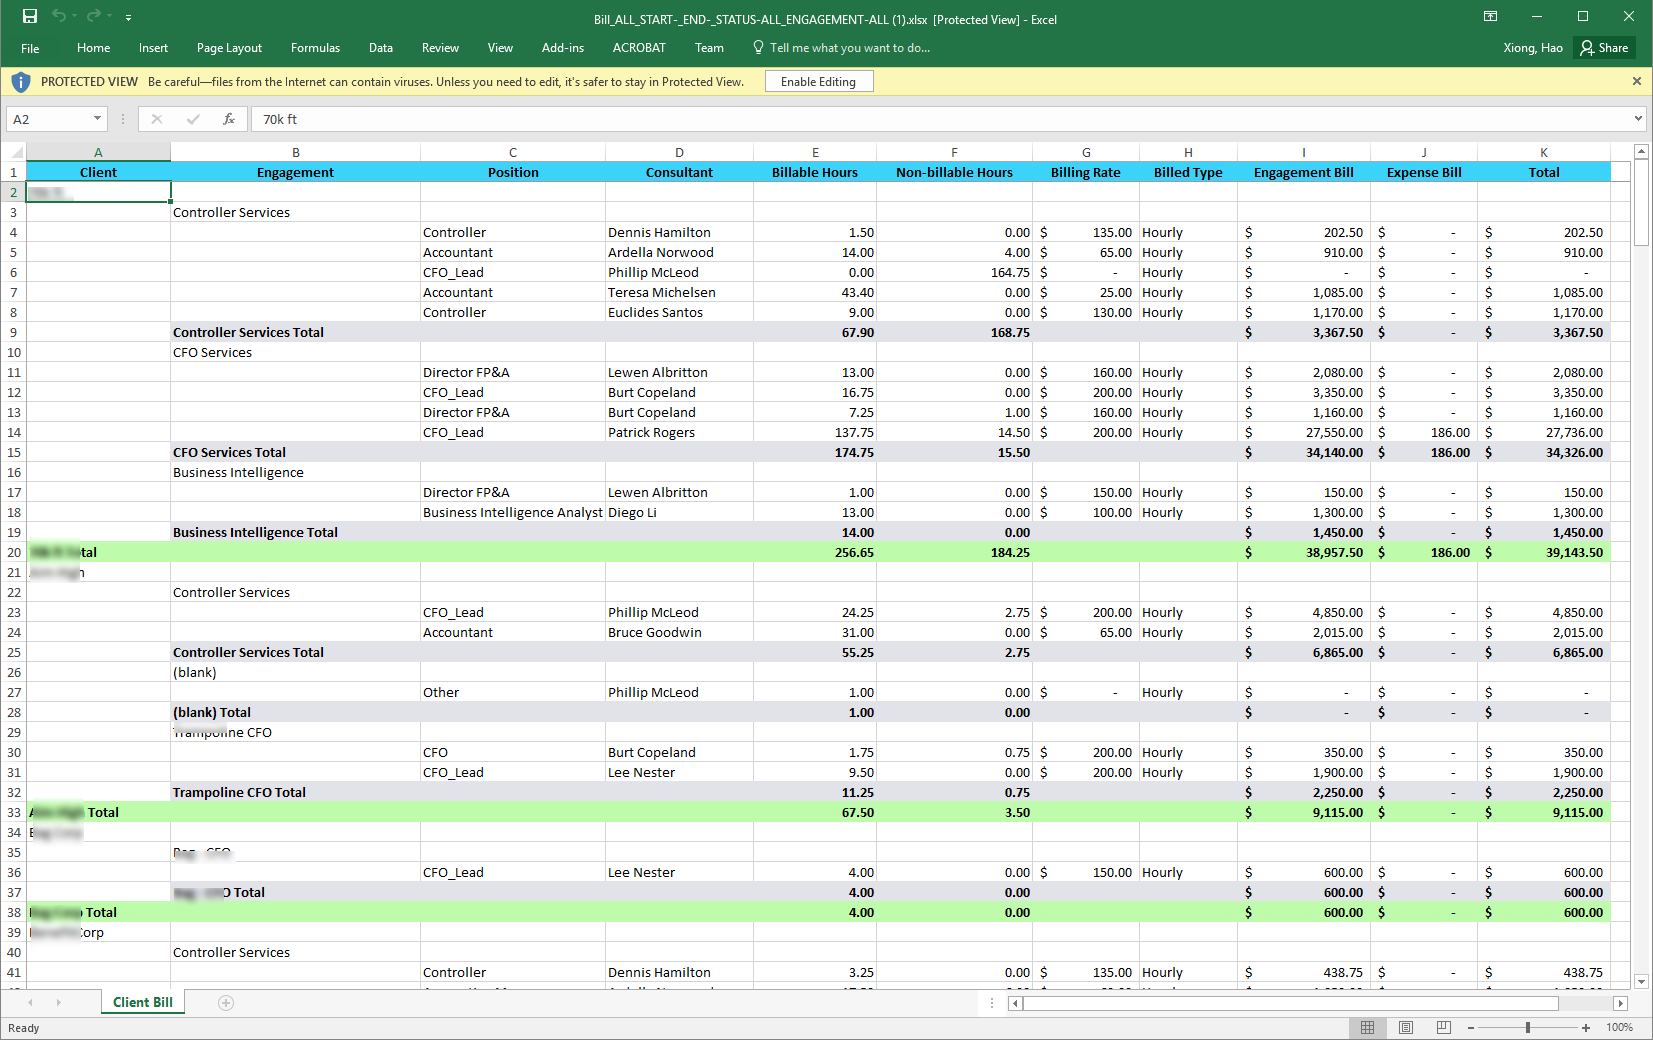 Bill_ALL_START-_END-_STATUS-ALL_ENGAGEMENT-ALL (1).xlsx [Protected View] - Excel
File Home Insert Page Layout Formulas Data Review View Add-ins ACROBAT Team Tell me what you want to do... Xiong, Hao Share
PROTECTED VIEW Be careful—files from the Internet can contain viruses. Unless you need to edit, it's safer to stay in Protected View. Enable Editing
A2 fx 70k ft
A B C D E F G H I J K
1 Client Engagement Position Consultant Billable Hours Non-billable Hours Billing Rate Billed Type Engagement Bill Expense Bill Total
2
3 Controller Services
4 Controller Dennis Hamilton 1.50 0.00 $ 135.00 Hourly $ 202.50 $ - $ 202.50
5 Accountant Ardella Norwood 14.00 4.00 $ 65.00 Hourly $ 910.00 $ - $ 910.00
6 CFO_Lead Phillip McLeod 0.00 164.75 $ - Hourly $ - $ - $ -
7 Accountant Teresa Michelsen 43.40 0.00 $ 25.00 Hourly $ 1,085.00 $ - $ 1,085.00
8 Controller Euclides Santos 9.00 0.00 $ 130.00 Hourly $ 1,170.00 $ - $ 1,170.00
9 Controller Services Total 67.90 168.75 $ 3,367.50 $ - $ 3,367.50
10 CFO Services
11 Director FP&A Lewen Albritton 13.00 0.00 $ 160.00 Hourly $ 2,080.00 $ - $ 2,080.00
12 CFO_Lead Burt Copeland 16.75 0.00 $ 200.00 Hourly $ 3,350.00 $ - $ 3,350.00
13 Director FP&A Burt Copeland 7.25 1.00 $ 160.00 Hourly $ 1,160.00 $ - $ 1,160.00
14 CFO_Lead Patrick Rogers 137.75 14.50 $ 200.00 Hourly $ 27,550.00 $ 186.00 $ 27,736.00
15 CFO Services Total 174.75 15.50 $ 34,140.00 $ 186.00 $ 34,326.00
16 Business Intelligence
17 Director FP&A Lewen Albritton 1.00 0.00 $ 150.00 Hourly $ 150.00 $ - $ 150.00
18 Business Intelligence Analyst Diego Li 13.00 0.00 $ 100.00 Hourly $ 1,300.00 $ - $ 1,300.00
19 Business Intelligence Total 14.00 0.00 $ 1,450.00 $ - $ 1,450.00
20 256.65 184.25 $ 38,957.50 $ 186.00 $ 39,143.50
21
22 Controller Services
23 CFO_Lead Phillip McLeod 24.25 2.75 $ 200.00 Hourly $ 4,850.00 $ - $ 4,850.00
24 Accountant Bruce Goodwin 31.00 0.00 $ 65.00 Hourly $ 2,015.00 $ - $ 2,015.00
25 Controller Services Total 55.25 2.75 $ 6,865.00 $ - $ 6,865.00
26 (blank)
27 Other Phillip McLeod 1.00 0.00 $ - Hourly $ - $ - $ -
28 (blank) Total 1.00 0.00 $ - $ - $ -
29 Trampoline CFO
30 CFO Burt Copeland 1.75 0.75 $ 200.00 Hourly $ 350.00 $ - $ 350.00
31 CFO_Lead Lee Nester 9.50 0.00 $ 200.00 Hourly $ 1,900.00 $ - $ 1,900.00
32 Trampoline CFO Total 11.25 0.75 $ 2,250.00 $ - $ 2,250.00
33 Total 67.50 3.50 $ 9,115.00 $ - $ 9,115.00
34
35
36 CFO_Lead Lee Nester 4.00 0.00 $ 150.00 Hourly $ 600.00 $ - $ 600.00
37 Total 4.00 0.00 $ 600.00 $ - $ 600.00
38 Total 4.00 0.00 $ 600.00 $ - $ 600.00
39
40 Controller Services
41 Controller Dennis Hamilton 3.25 0.00 $ 135.00 Hourly $ 438.75 $ - $ 438.75
Client Bill
Ready 100%